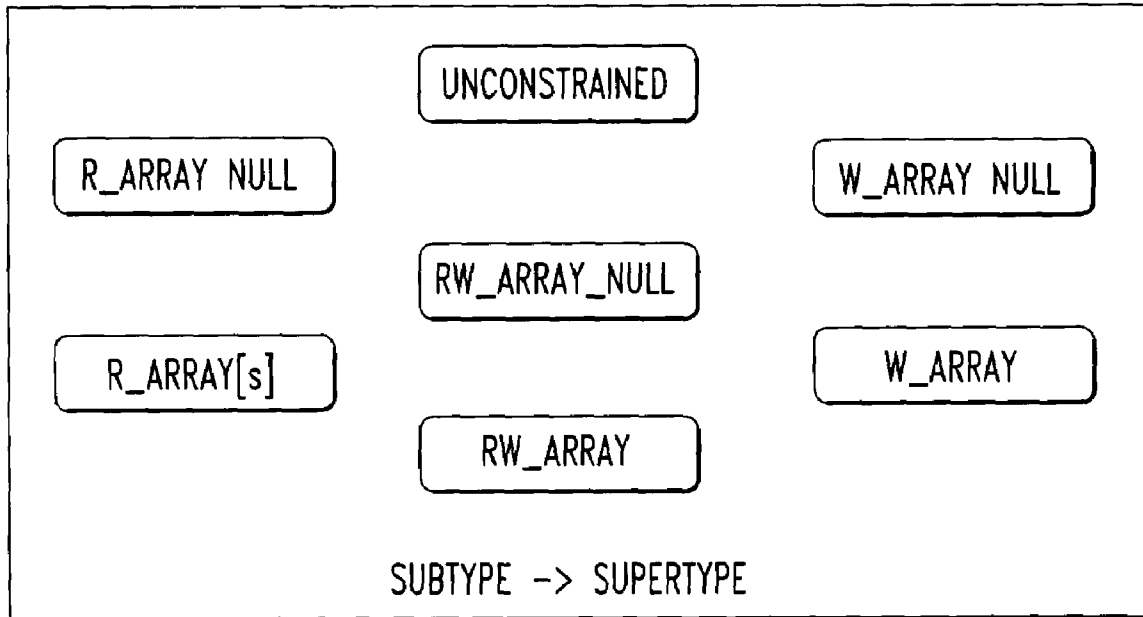 UNCONSTRAINED
R_ARRAY NULL
W_ARRAY NULL
RW_ARRAY_NULL
R_ARRAY[s]
W_ARRAY
RW_ARRAY
SUBTYPE -> SUPERTYPE